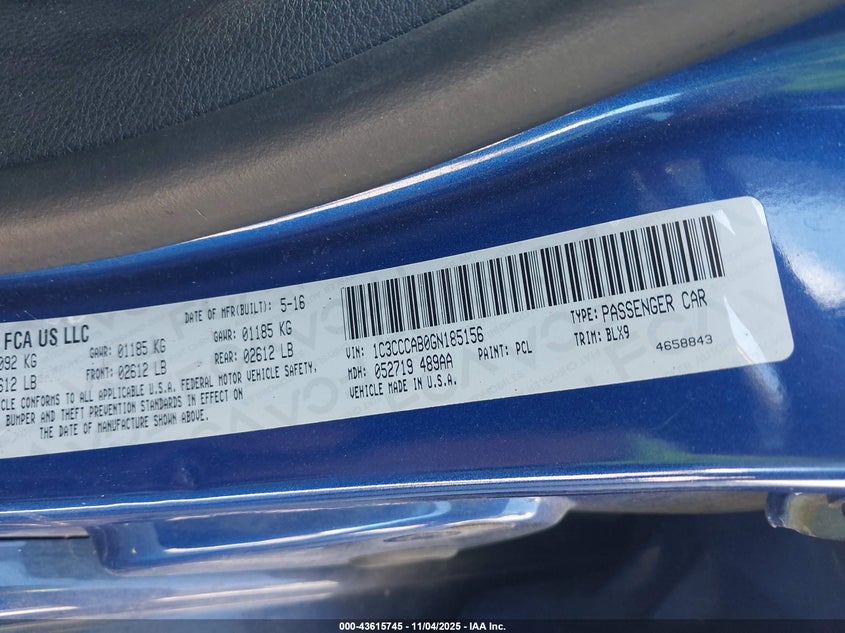 FCA US LLC
DATE OF MFR(BUILT): 5-16
092 KG GAWR: 01185 KG GAWR: 01185 KG
612 LB FRONT: 02612 LB REAR: 02612 LB
CLE CONFORMS TO ALL APPLICABLE U.S.A. FEDERAL MOTOR VEHICLE SAFETY,
BUMPER AND THEFT PREVENTION STANDARDS IN EFFECT ON
THE DATE OF MANUFACTURE SHOWN ABOVE.
VIN: 1C3CCCAB0GN185156 TYPE: PASSENGER CAR
MDH: 052719 489AA PAINT: PCL TRIM: BLX9
VEHICLE MADE IN U.S.A. 4658843
000-43615745 - 11/04/2025 - IAA Inc.